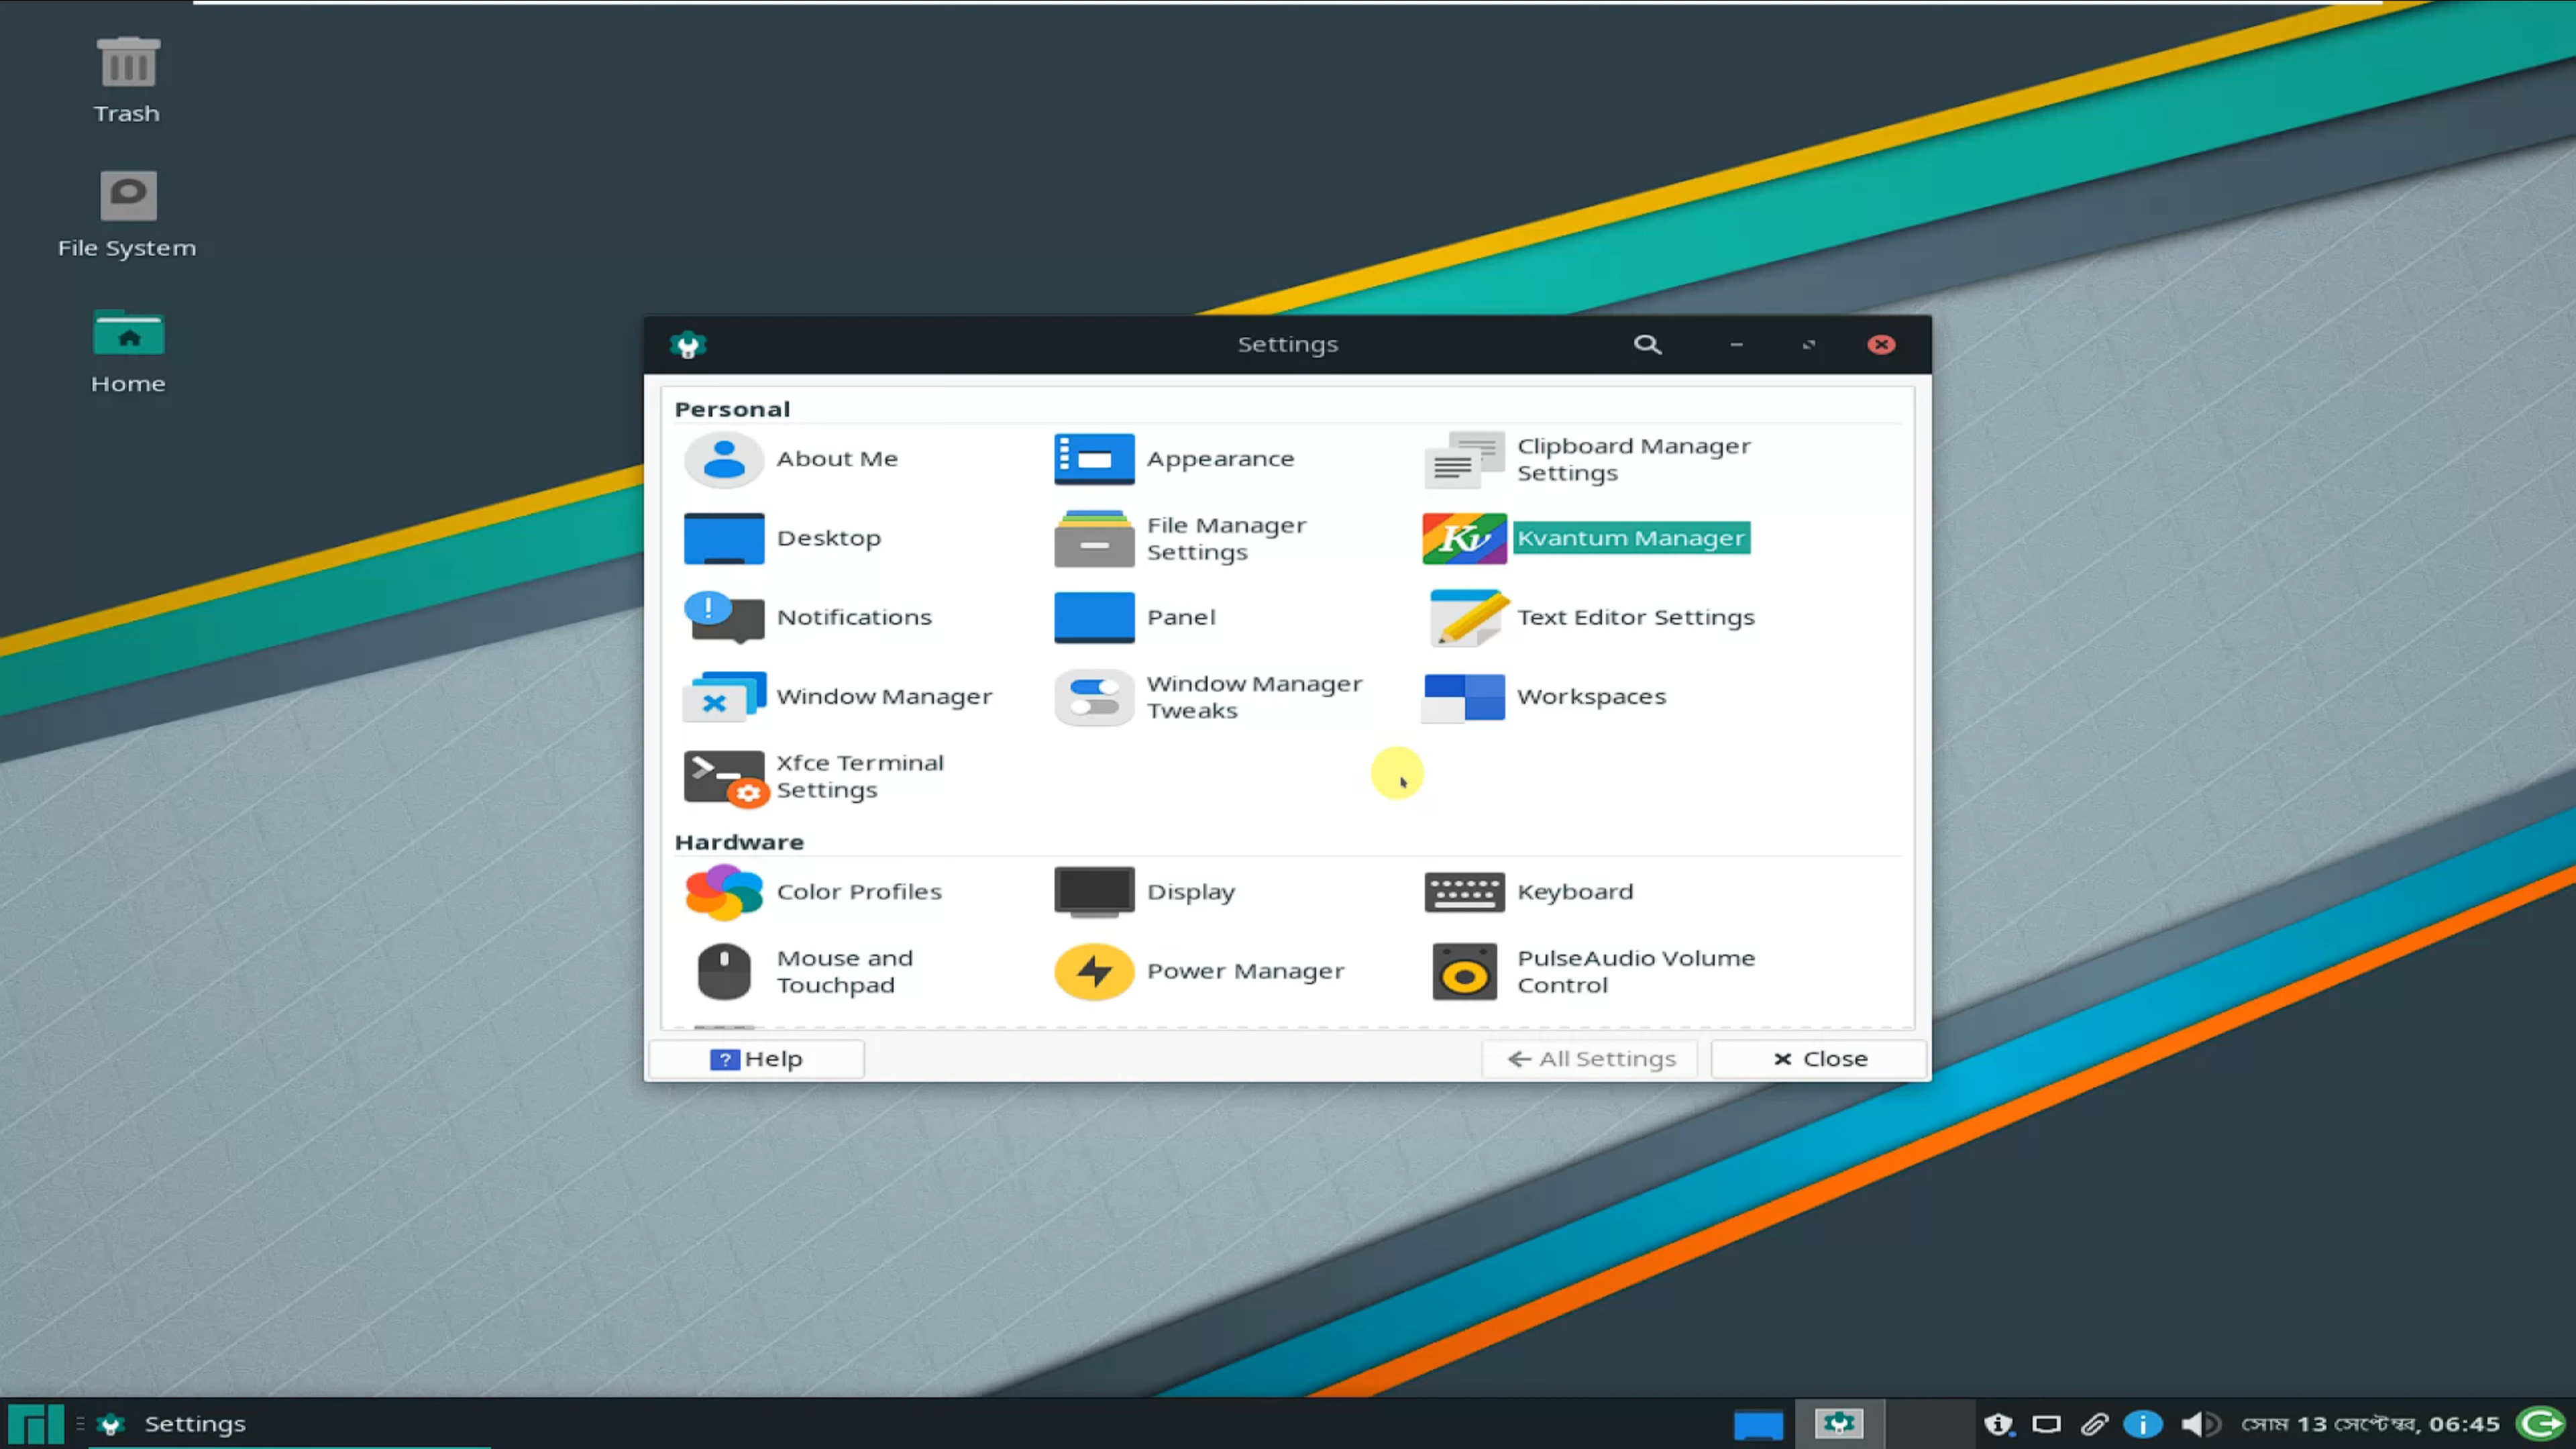 Trash
File System
Home
Settings
Personal
About Me
Appearance
Clipboard Manager
Settings
Desktop
File Manager
Settings
Kv
Kvantum Manager
Notifications
Panel
Text Editor Settings
Window Manager
Window Manager
Tweaks
Workspaces
Xfce Terminal
Settings
Hardware
Color Profiles
Display
Keyboard
Mouse and
Touchpad
Power Manager
PulseAudio Volume
Control
? Help
← All Settings
× Close
Settings
সোম 13 সেপ্টেম্বর, 06:45